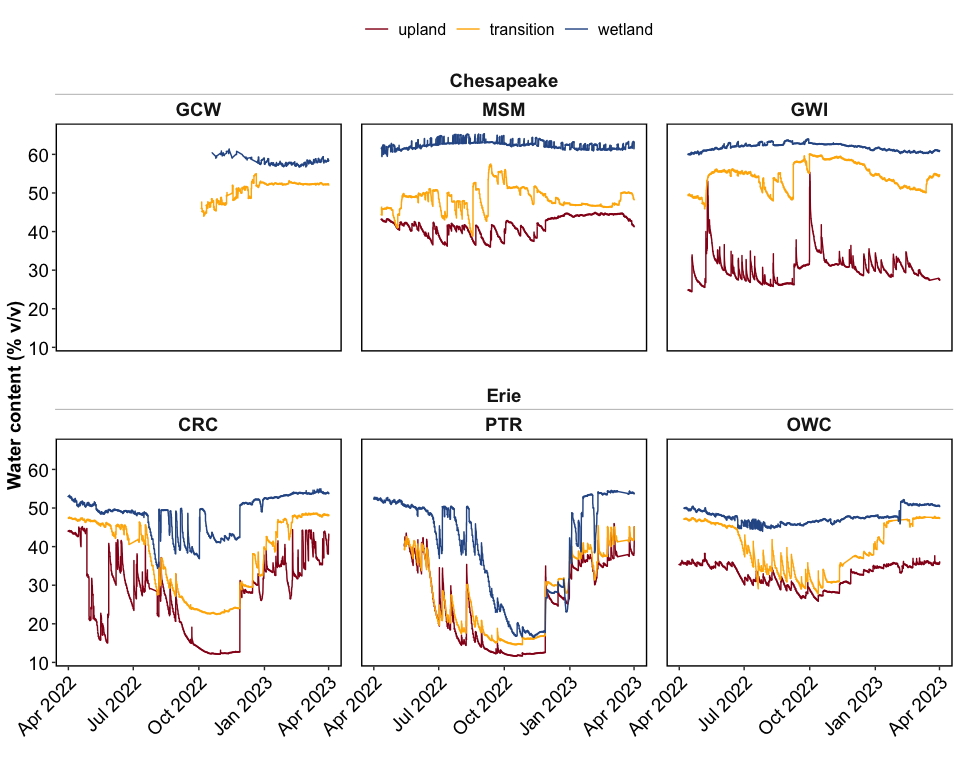 upland transition wetland
Chesapeake
GCW MSM GWI
60
50
40
30
20
10
Water content (% v/v)
Erie
CRC PTR OWC
60
50
40
30
20
10
Apr 2022 Jul 2022 Oct 2022 Jan 2023 Apr 2023 Apr 2022 Jul 2022 Oct 2022 Jan 2023 Apr 2023 Apr 2022 Jul 2022 Oct 2022 Jan 2023 Apr 2023